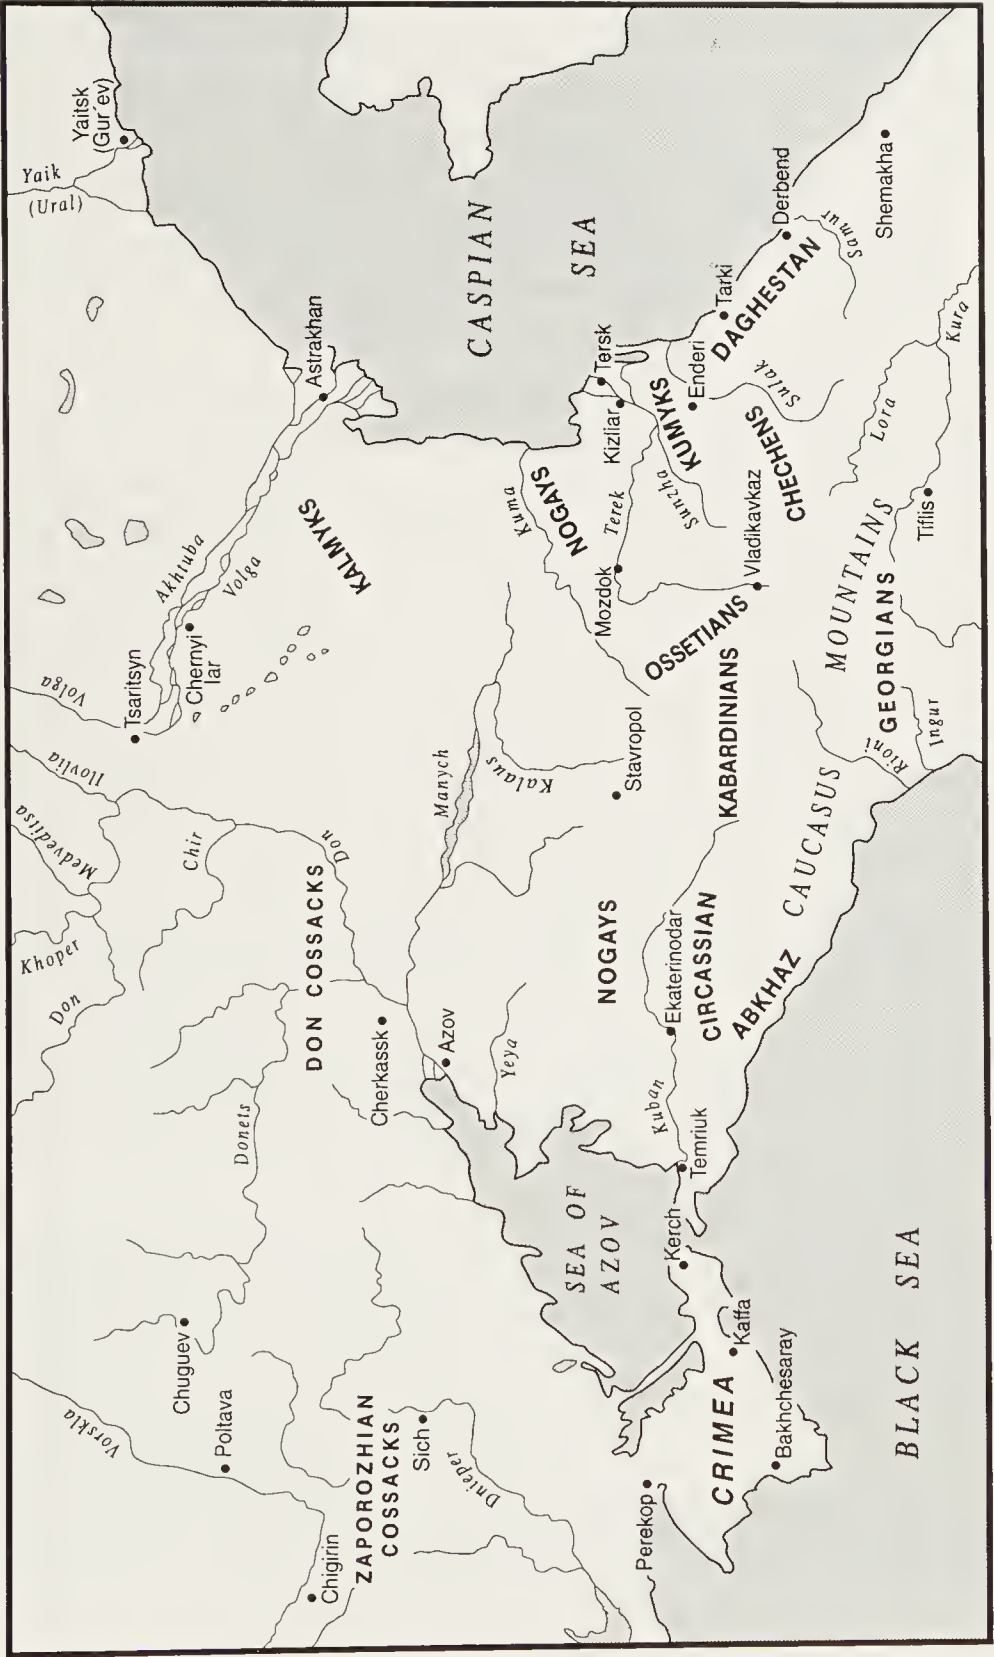 Vorskla
Chuguev
Poltava
Chigirin
ZAPOROZHIAN
COSSACKS
Sich
Dnieper
Perekop
CRIMEA
Bakhchesaray
Kaffa
Kerch
SEA OF
AZOV
BLACK SEA
Don
Khoper
Medveditsa
Ilovlia
Chir
Donets
DON COSSACKS
Don
Cherkassk
Azov
Yeya
Manych
Kalaus
NOGAYS
Stavropol
Kuban
Temriuk
Ekaterinodar
CIRCASSIAN
ABKHAZ
KABARDINIANS
CAUCASUS
MOUNTAINS
Volga
Tsaritsyn
Chernyi
Iar
Akhtuba
Volga
KALMYKS
Astrakhan
Yaik
(Ural)
Yaitsk
(Gur'ev)
CASPIAN
SEA
Kuma
NOGAYS
Mozdok
Terek
Kizliar
Tersk
Sunzha
KUMYKS
Enderi
Tarki
DAGHESTAN
Derbend
Samur
Shemakha
Sulak
CHECHENS
Vladikavkaz
OSSETIANS
GEORGIANS
Rioni
Ingur
Tiflis
Lora
Kura